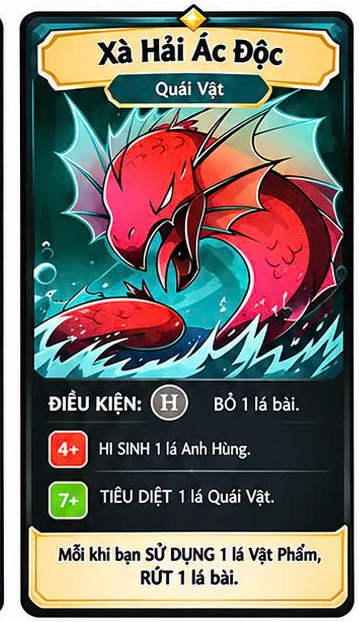 Xà Hải Ác Độc
Quái Vật
ĐIỀU KIỆN: H BỎ 1 lá bài.
4+ HI SINH 1 lá Anh Hùng.
7+ TIÊU DIỆT 1 lá Quái Vật.
Mỗi khi bạn SỬ DỤNG 1 lá Vật Phẩm,
RÚT 1 lá bài.